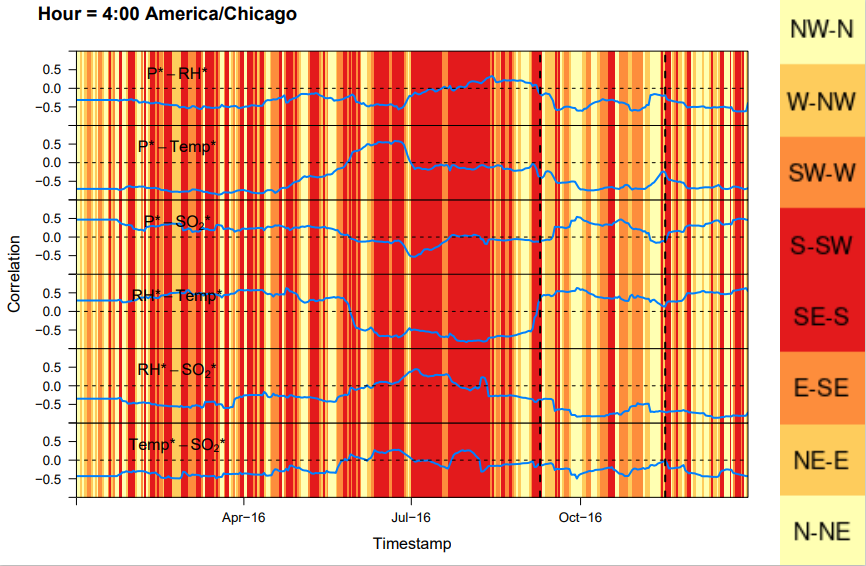 Hour = 4:00 America/Chicago
Correlation
P* – RH*
0.5
0.0
−0.5
P* – Temp*
0.5
0.0
−0.5
P* – SO₂*
0.5
0.0
−0.5
RH* – Temp*
0.5
0.0
−0.5
RH* – SO₂*
0.5
0.0
−0.5
Temp* – SO₂*
0.5
0.0
−0.5
Apr−16 Jul−16 Oct−16
Timestamp
NW-N
W-NW
SW-W
S-SW
SE-S
E-SE
NE-E
N-NE